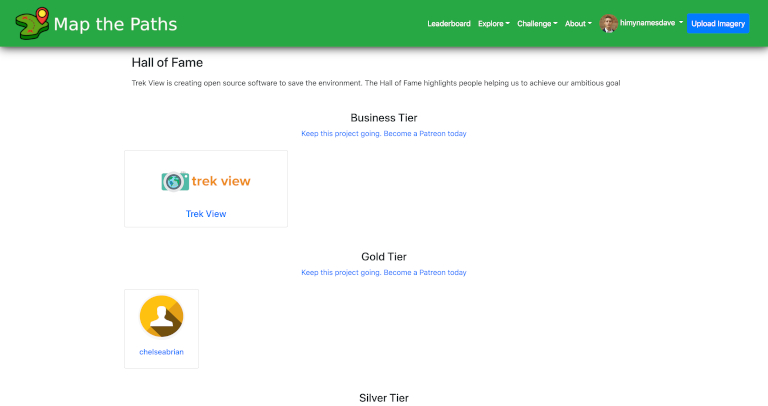 Map the Paths
Leaderboard Explore Challenge About himynamesdave Upload Imagery
Hall of Fame
Trek View is creating open source software to save the environment. The Hall of Fame highlights people helping us to achieve our ambitious goal
Business Tier
Keep this project going. Become a Patreon today
trek view
Trek View
Gold Tier
Keep this project going. Become a Patreon today
chelseabrian
Silver Tier